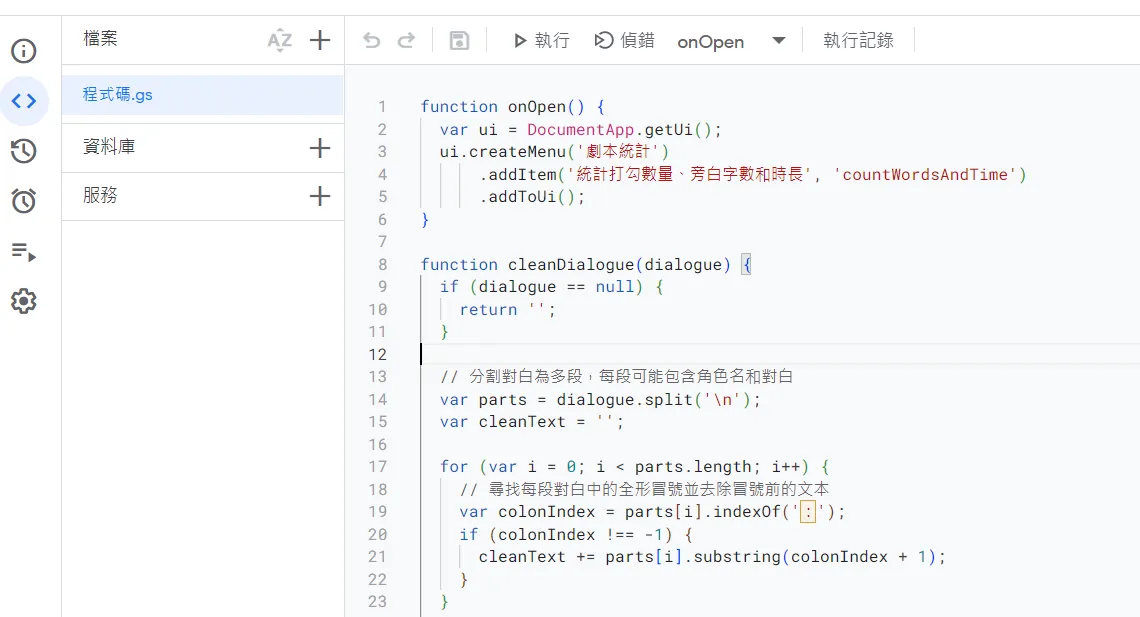 檔案
程式碼.gs
資料庫
服務
執行 偵錯 onOpen 執行記錄
1 function onOpen() {
2   var ui = DocumentApp.getUi();
3   ui.createMenu('劇本統計')
4       .addItem('統計打勾數量、旁白字數和時長', 'countWordsAndTime')
5       .addToUi();
6 }
7
8 function cleanDialogue(dialogue) {
9   if (dialogue == null) {
10     return '';
11   }
12
13   // 分割對白為多段，每段可能包含角色名和對白
14   var parts = dialogue.split('\n');
15   var cleanText = '';
16
17   for (var i = 0; i < parts.length; i++) {
18     // 尋找每段對白中的全形冒號並去除冒號前的文本
19     var colonIndex = parts[i].indexOf('：');
20     if (colonIndex !== -1) {
21       cleanText += parts[i].substring(colonIndex + 1);
22     }
23   }